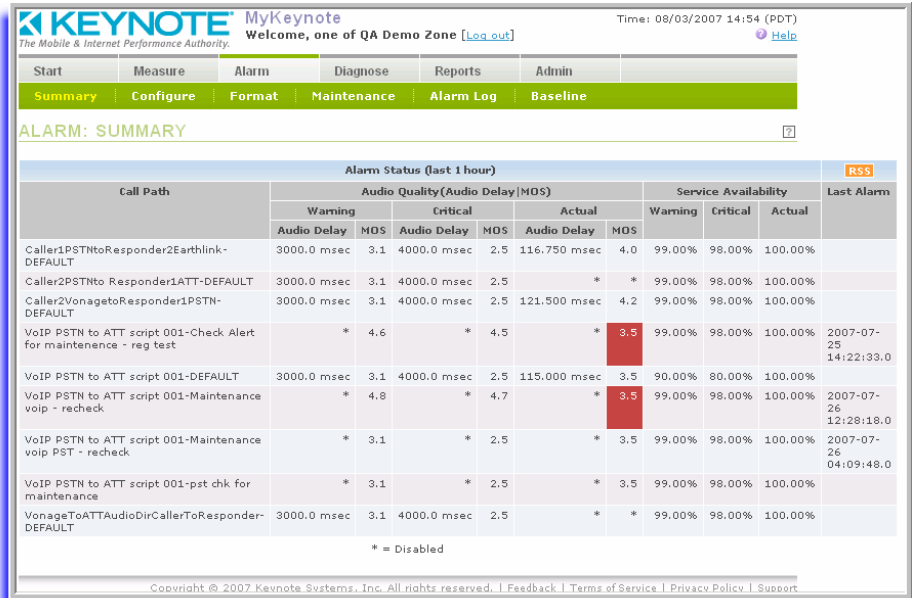 KEYNOTE®
The Mobile & Internet Performance Authority.
MyKeynote
Welcome, one of QA Demo Zone [Log out]
Time: 08/03/2007 14:54 (PDT)
? Help
Start Measure Alarm Diagnose Reports Admin
Summary Configure Format Maintenance Alarm Log Baseline
ALARM: SUMMARY
?
Alarm Status (last 1 hour) RSS
Call Path Audio Quality(Audio Delay|MOS) Service Availability Last Alarm
Warning Critical Actual Warning Critical Actual
Audio Delay MOS Audio Delay MOS Audio Delay MOS
Caller1PSTNtoResponder2Earthlink- 3000.0 msec 3.1 4000.0 msec 2.5 116.750 msec 4.0 99.00% 98.00% 100.00%
DEFAULT
Caller2PSTNto Responder1ATT-DEFAULT 3000.0 msec 3.1 4000.0 msec 2.5 * * 99.00% 98.00% 100.00%
Caller2VonagetoResponder1PSTN- 3000.0 msec 3.1 4000.0 msec 2.5 121.500 msec 4.2 99.00% 98.00% 100.00%
DEFAULT
VoIP PSTN to ATT script 001-Check Alert * 4.6 * 4.5 * 3.5 99.00% 98.00% 100.00% 2007-07-
for maintenence - reg test 25
14:22:33.0
VoIP PSTN to ATT script 001-DEFAULT 3000.0 msec 3.1 4000.0 msec 2.5 115.000 msec 3.5 90.00% 80.00% 100.00%
VoIP PSTN to ATT script 001-Maintenance * 4.8 * 4.7 * 3.5 99.00% 98.00% 100.00% 2007-07-
voip - recheck 26
12:28:18.0
VoIP PSTN to ATT script 001-Maintenance * 3.1 * 2.5 * 3.5 99.00% 98.00% 100.00% 2007-07-
voip PST - recheck 26
04:09:48.0
VoIP PSTN to ATT script 001-pst chk for * 3.1 * 2.5 * 3.5 99.00% 98.00% 100.00%
maintenance
VonageToATTAudioDirCallerToResponder- 3000.0 msec 3.1 4000.0 msec 2.5 * * 99.00% 98.00% 100.00%
DEFAULT
* = Disabled
Copyright © 2007 Keynote Systems, Inc. All rights reserved. | Feedback | Terms of Service | Privacy Policy | Support